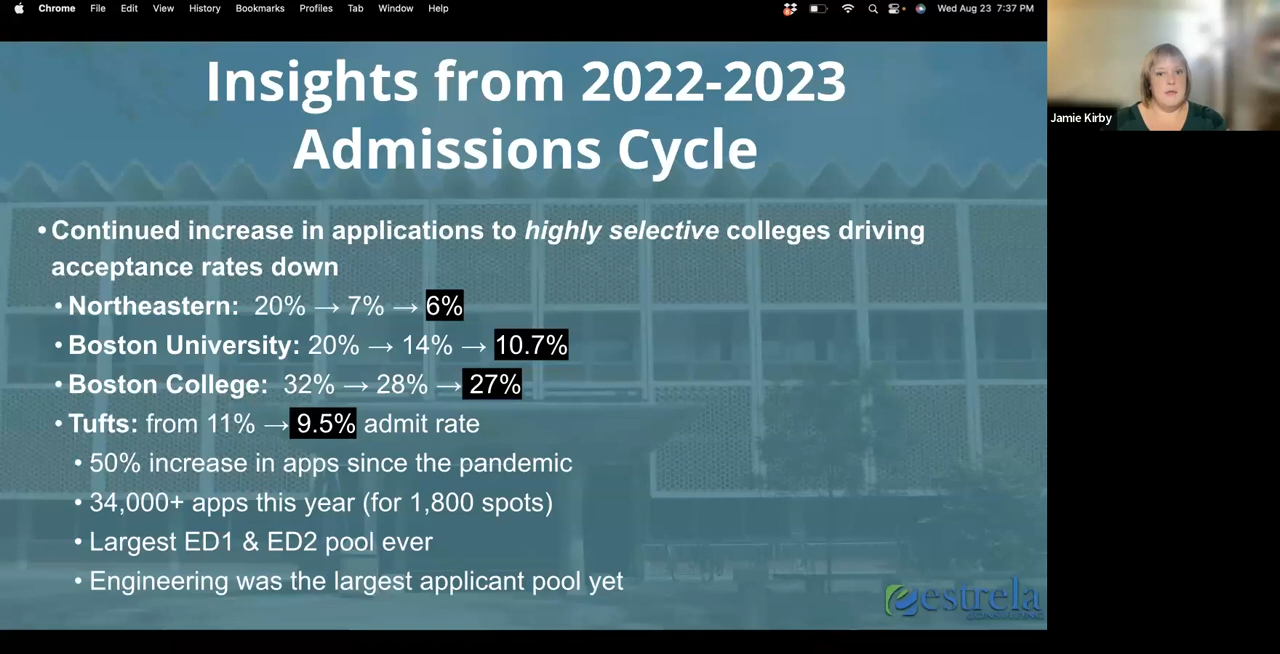 Chrome File Edit View History Bookmarks Profiles Tab Window Help Wed Aug 23 7:37 PM
Insights from 2022-2023
Admissions Cycle
Jamie Kirby
• Continued increase in applications to highly selective colleges driving
acceptance rates down
• Northeastern: 20% → 7% → 6%
• Boston University: 20% → 14% → 10.7%
• Boston College: 32% → 28% → 27%
• Tufts: from 11% → 9.5% admit rate
• 50% increase in apps since the pandemic
• 34,000+ apps this year (for 1,800 spots)
• Largest ED1 & ED2 pool ever
• Engineering was the largest applicant pool yet
estrela
CONSULTING